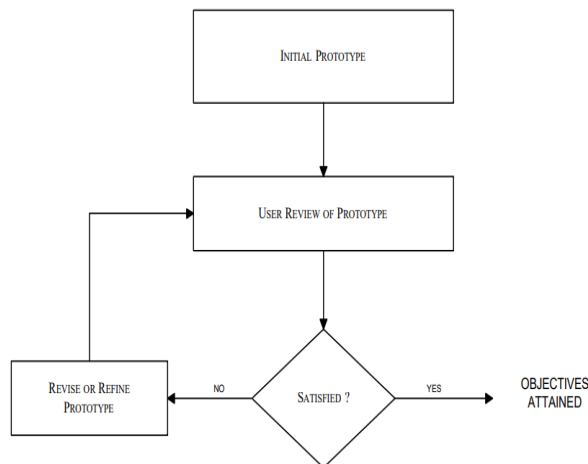 INITIAL PROTOTYPE
USER REVIEW OF PROTOTYPE
REVISE OR REFINE
PROTOTYPE
NO
SATISFIED ?
YES
OBJECTIVES
ATTAINED